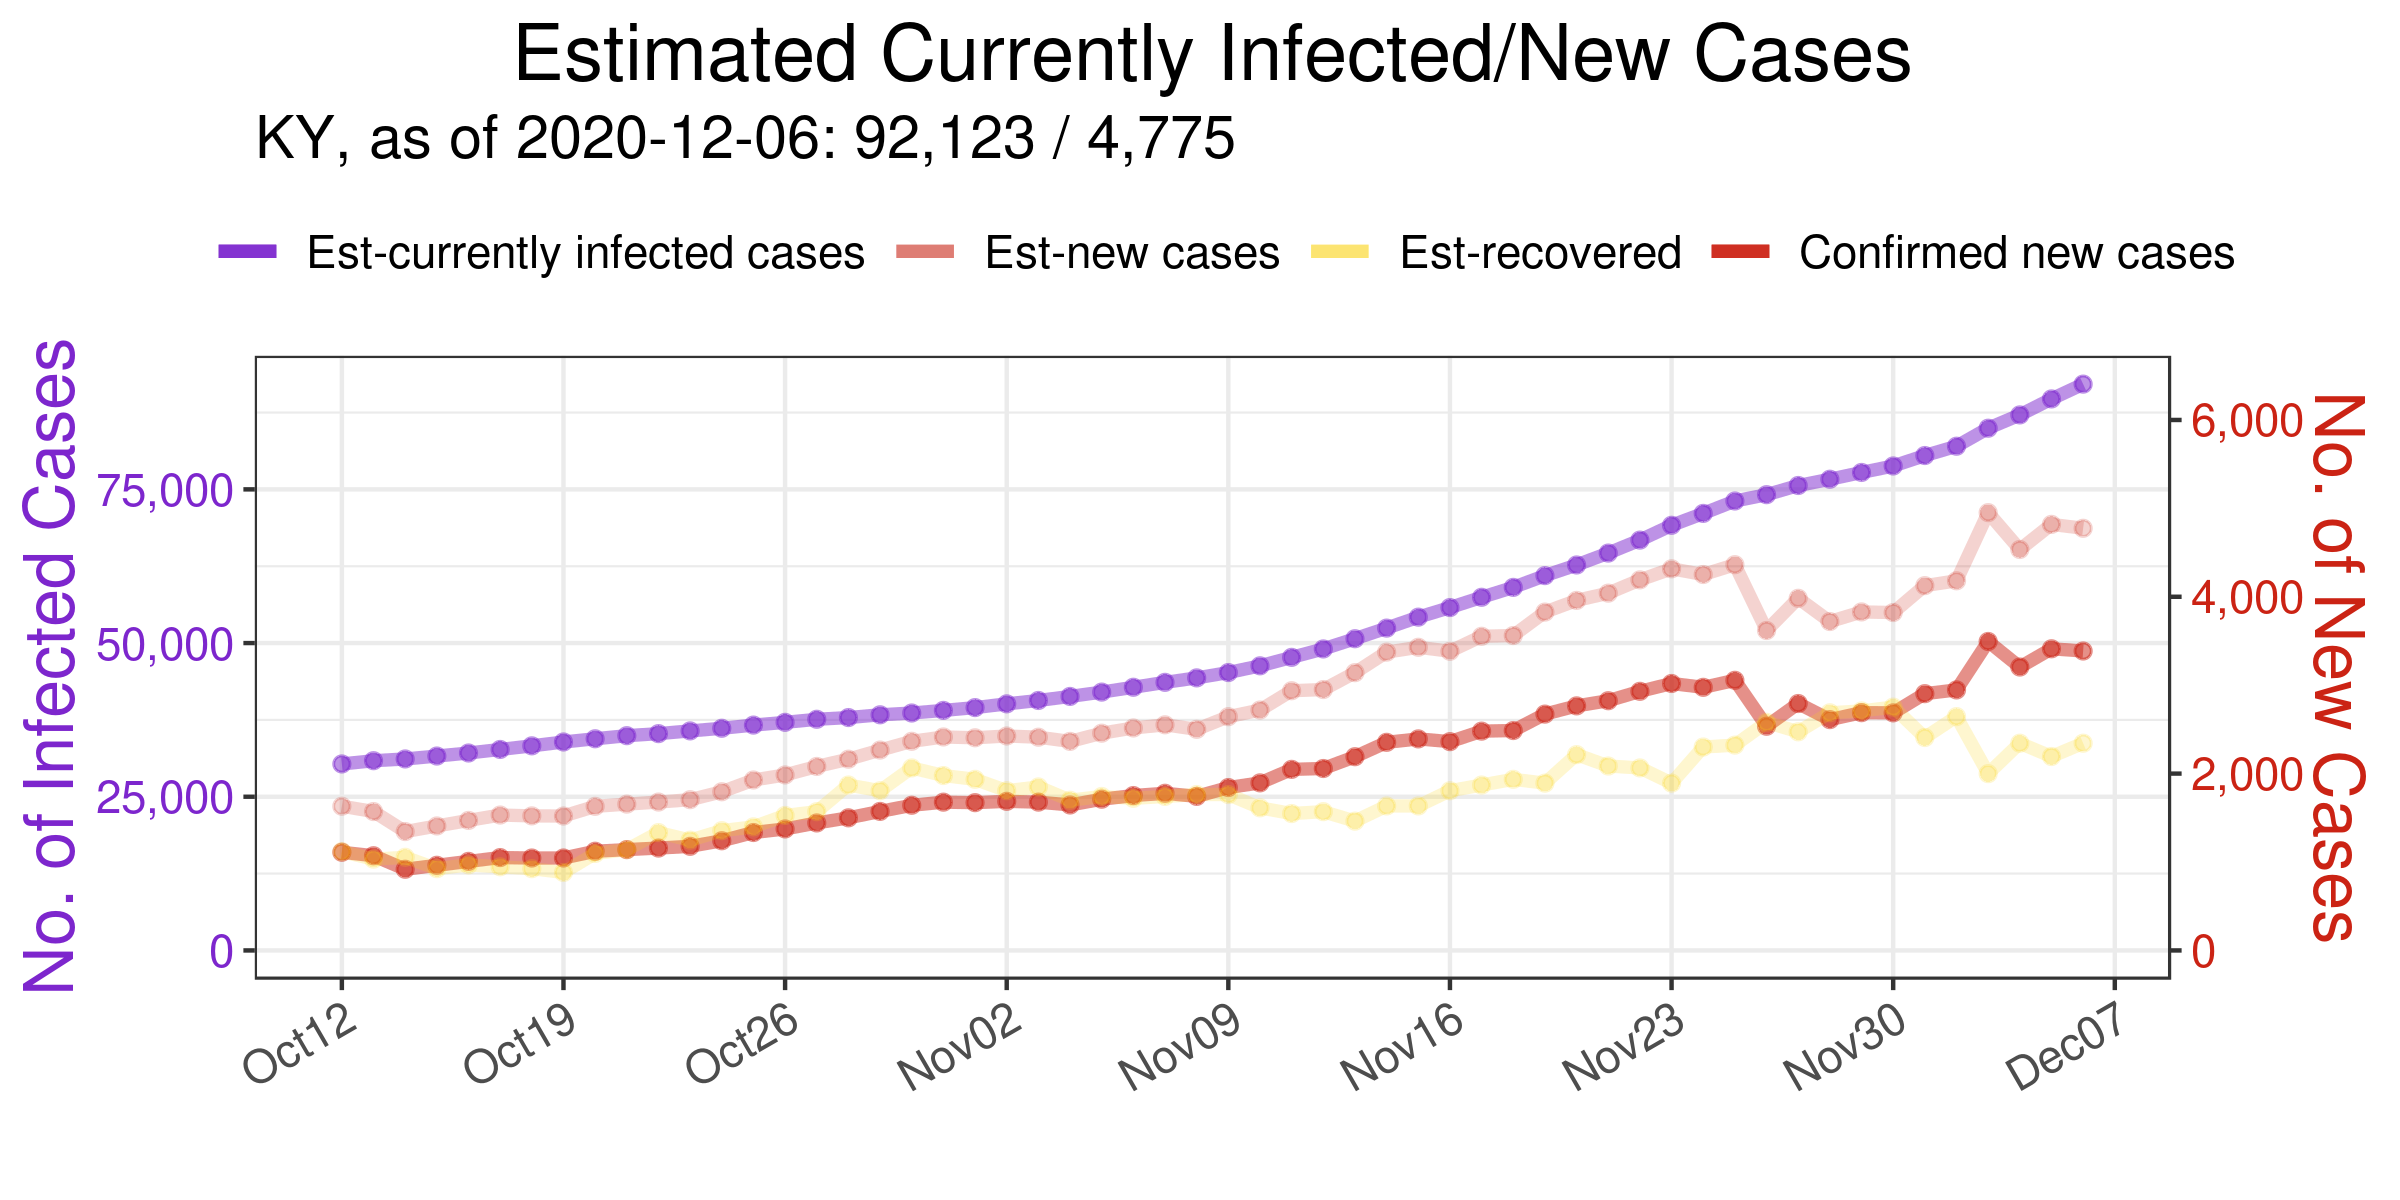 Estimated Currently Infected/New Cases
KY, as of 2020-12-06: 92,123 / 4,775
Est-currently infected cases Est-new cases Est-recovered Confirmed new cases
No. of Infected Cases
75,000
50,000
25,000
0
6,000
4,000
2,000
0
No. of New Cases
Oct12 Oct19 Oct26 Nov02 Nov09 Nov16 Nov23 Nov30 Dec07